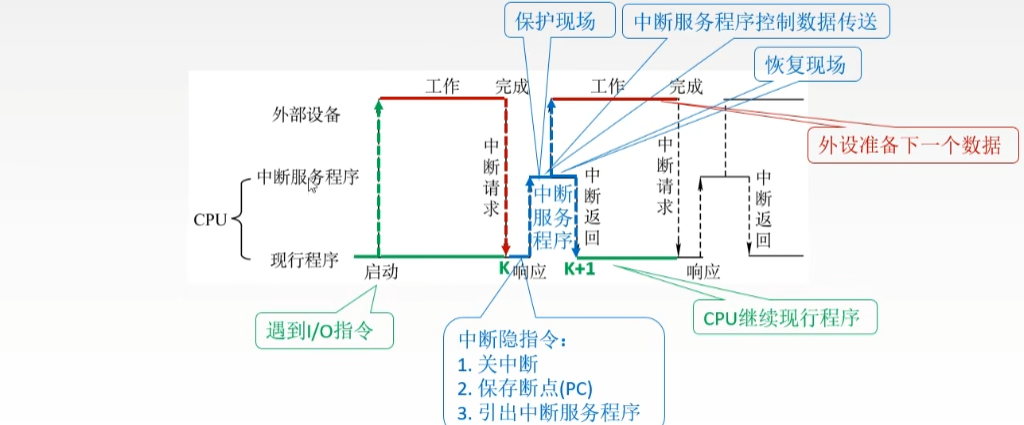 保护现场
中断服务程序控制数据传送
恢复现场
工作
完成
工作
完成
外部设备
外设准备下一个数据
中断请求
中断请求
中断服务程序
中断服务程序
中断返回
中断返回
CPU
现行程序
启动
K
响应
K+1
响应
遇到I/O指令
CPU继续现行程序
中断隐指令：
1. 关中断
2. 保存断点(PC)
3. 引出中断服务程序